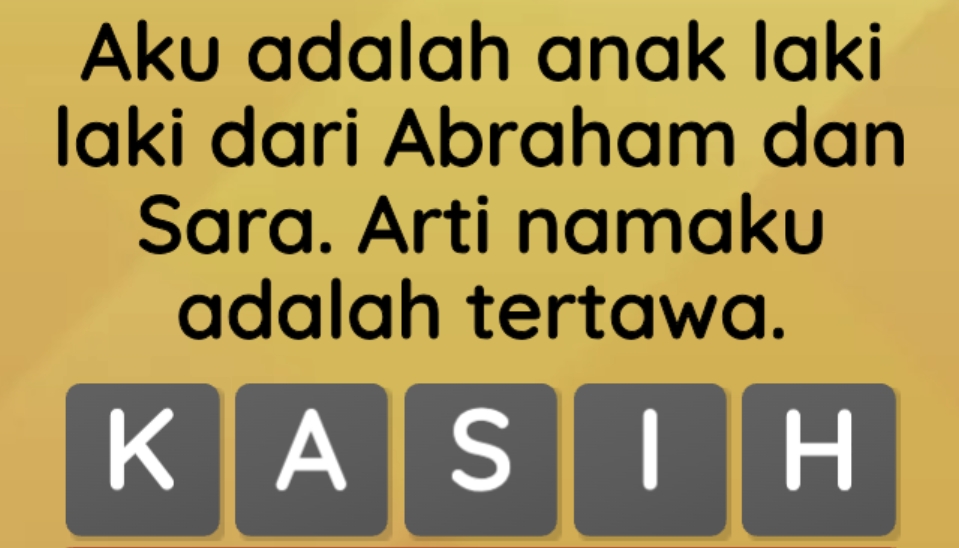 Aku adalah anak laki
laki dari Abraham dan
Sara. Arti namaku
adalah tertawa.
K A S I H